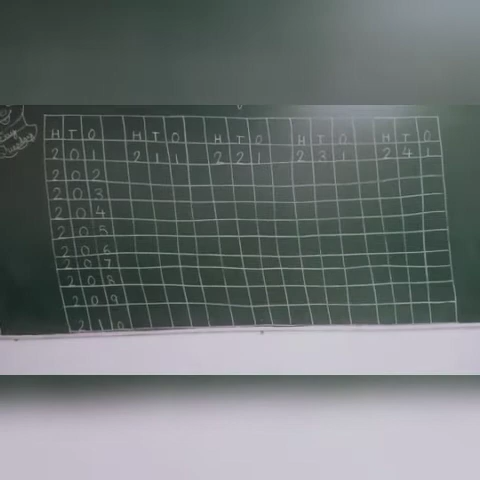 H T O H T O H T O H T O H T O
2 0 1 2 1 1 2 2 1 2 3 1 2 4 1
2 0 2
2 0 3
2 0 4
2 0 5
2 0 6
2 0 7
2 0 8
2 0 9
2 1 0